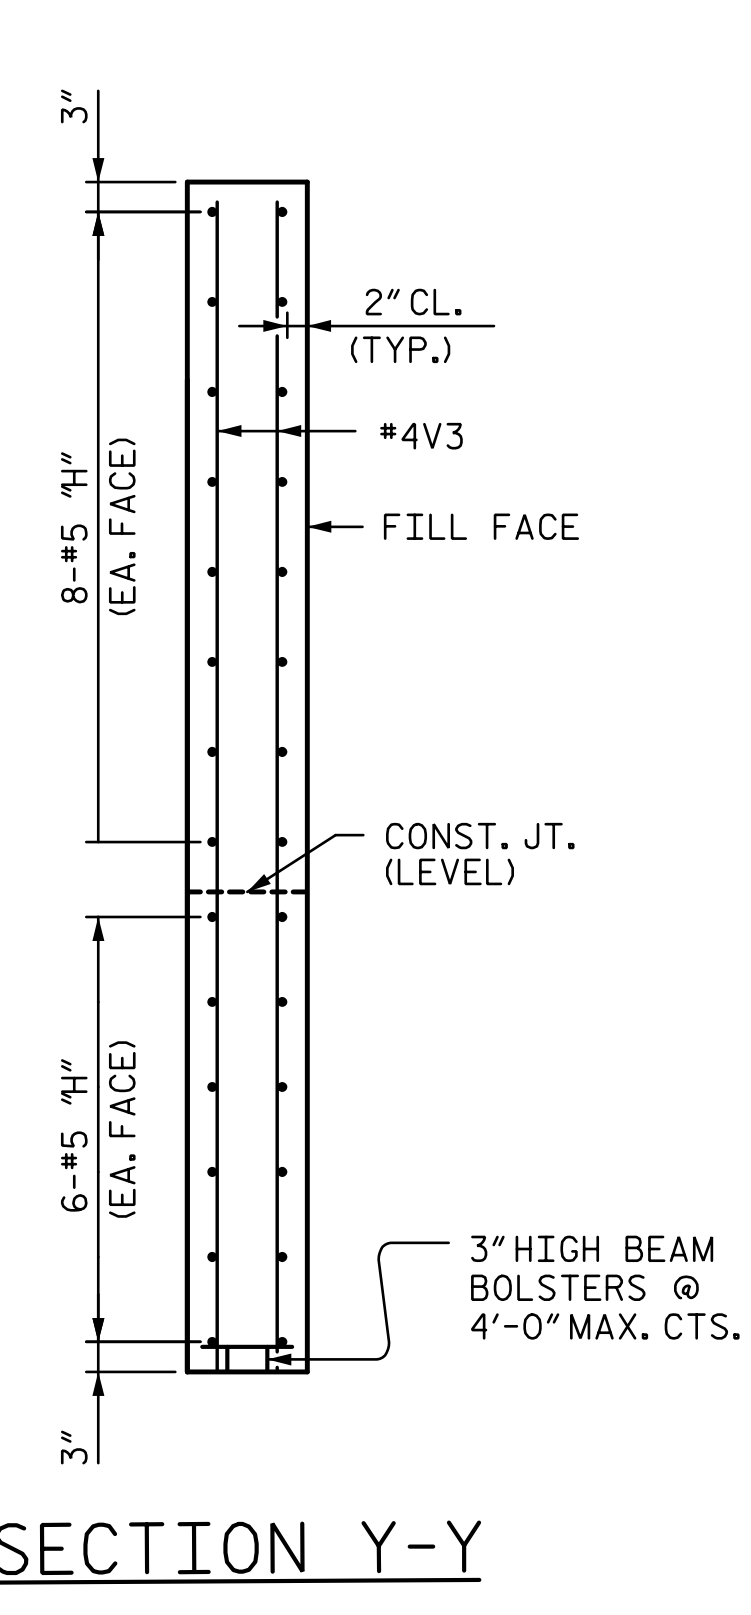 3"
2" CL.
(TYP.)
#4V3
8-#5 "H"
(EA. FACE)
FILL FACE
CONST. JT.
(LEVEL)
6-#5 "H"
(EA. FACE)
3" HIGH BEAM
BOLSTERS @
4'-0" MAX. CTS.
3"
SECTION Y-Y